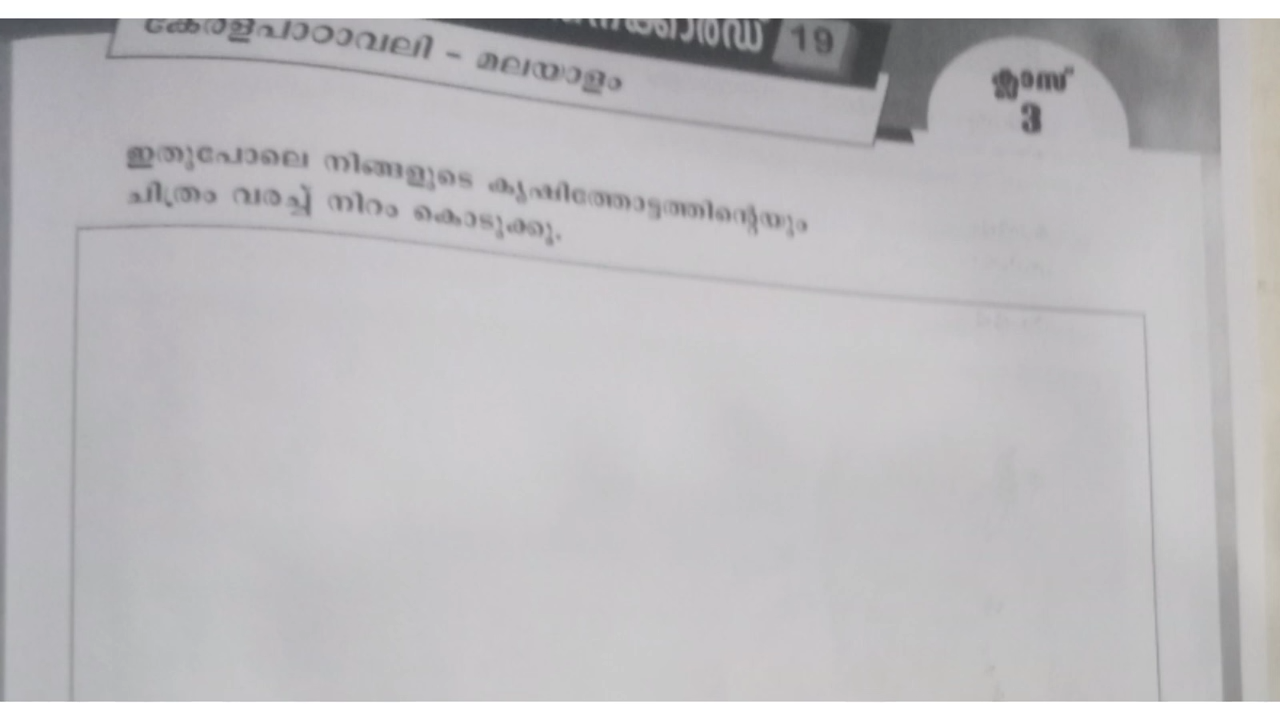 19
കേരളപാഠാവലി – മലയാളം
ക്ലാസ്
3
ഇതുപോലെ നിങ്ങളുടെ കൃഷിത്തോട്ടത്തിന്റെയും
ചിത്രം വരച്ച് നിറം കൊടുക്കൂ.